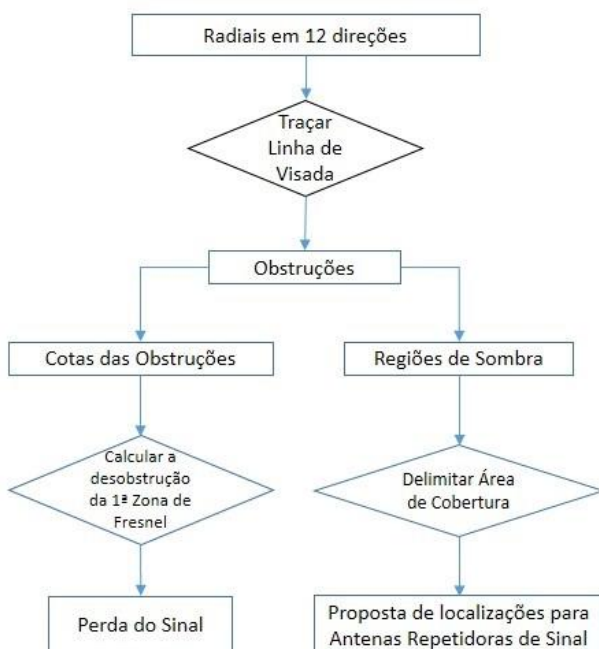 Radiais em 12 direções
Traçar
Linha de
Visada
Obstruções
Cotas das Obstruções
Regiões de Sombra
Calcular a
desobstrução
da 1ª Zona de
Fresnel
Delimitar Área
de Cobertura
Perda do Sinal
Proposta de localizações para
Antenas Repetidoras de Sinal